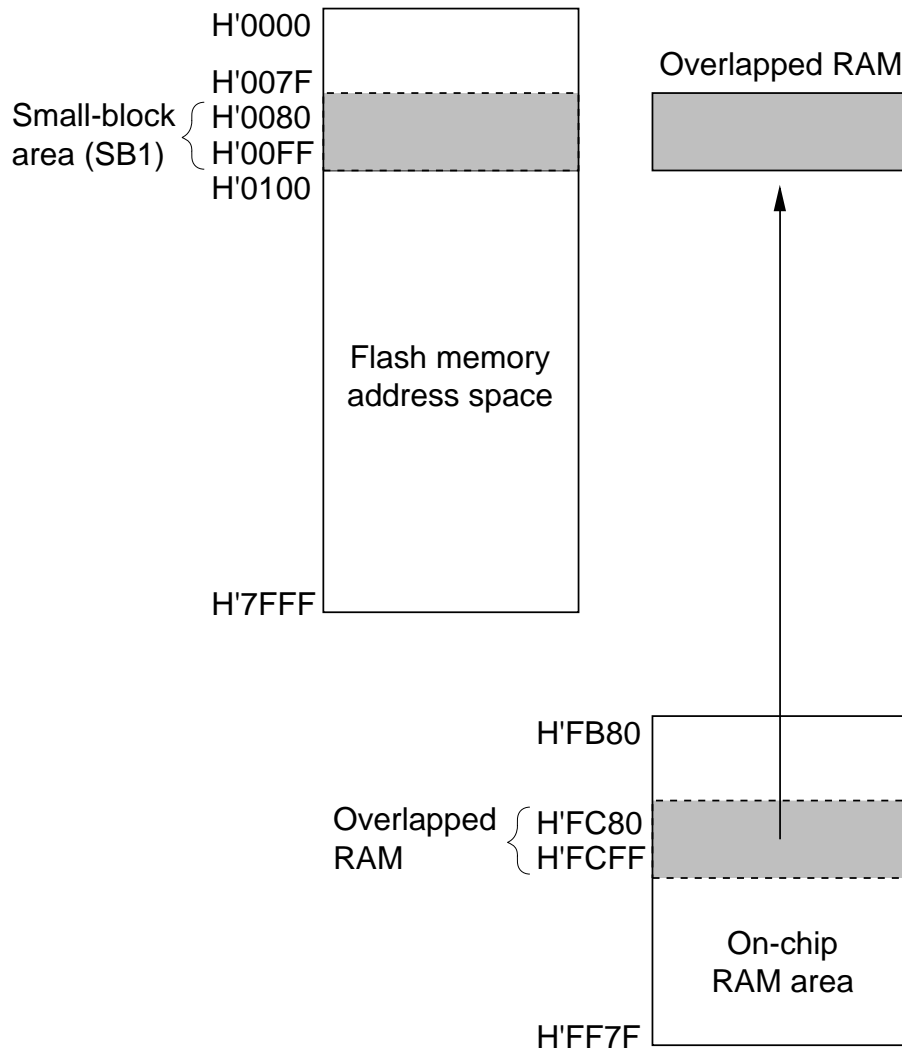 H'0000
H'007F
Overlapped RAM
Small-block
area (SB1)
H'0080
H'00FF
H'0100
Flash memory
address space
H'7FFF
H'FB80
Overlapped
RAM
H'FC80
H'FCFF
On-chip
RAM area
H'FF7F